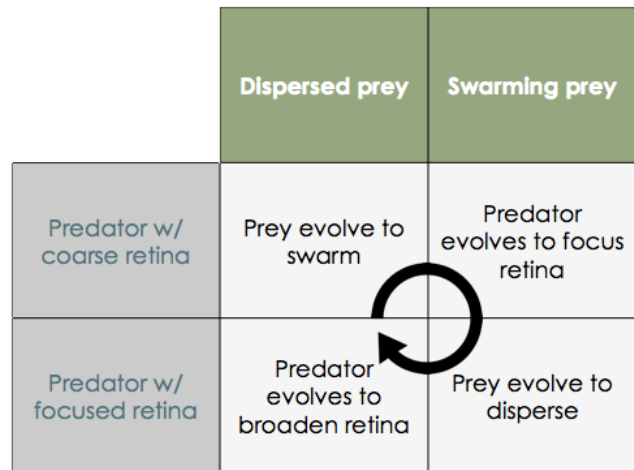 Dispersed prey
Swarming prey
Predator w/
coarse retina
Prey evolve to
swarm
Predator
evolves to focus
retina
Predator w/
focused retina
Predator
evolves to
broaden retina
Prey evolve to
disperse